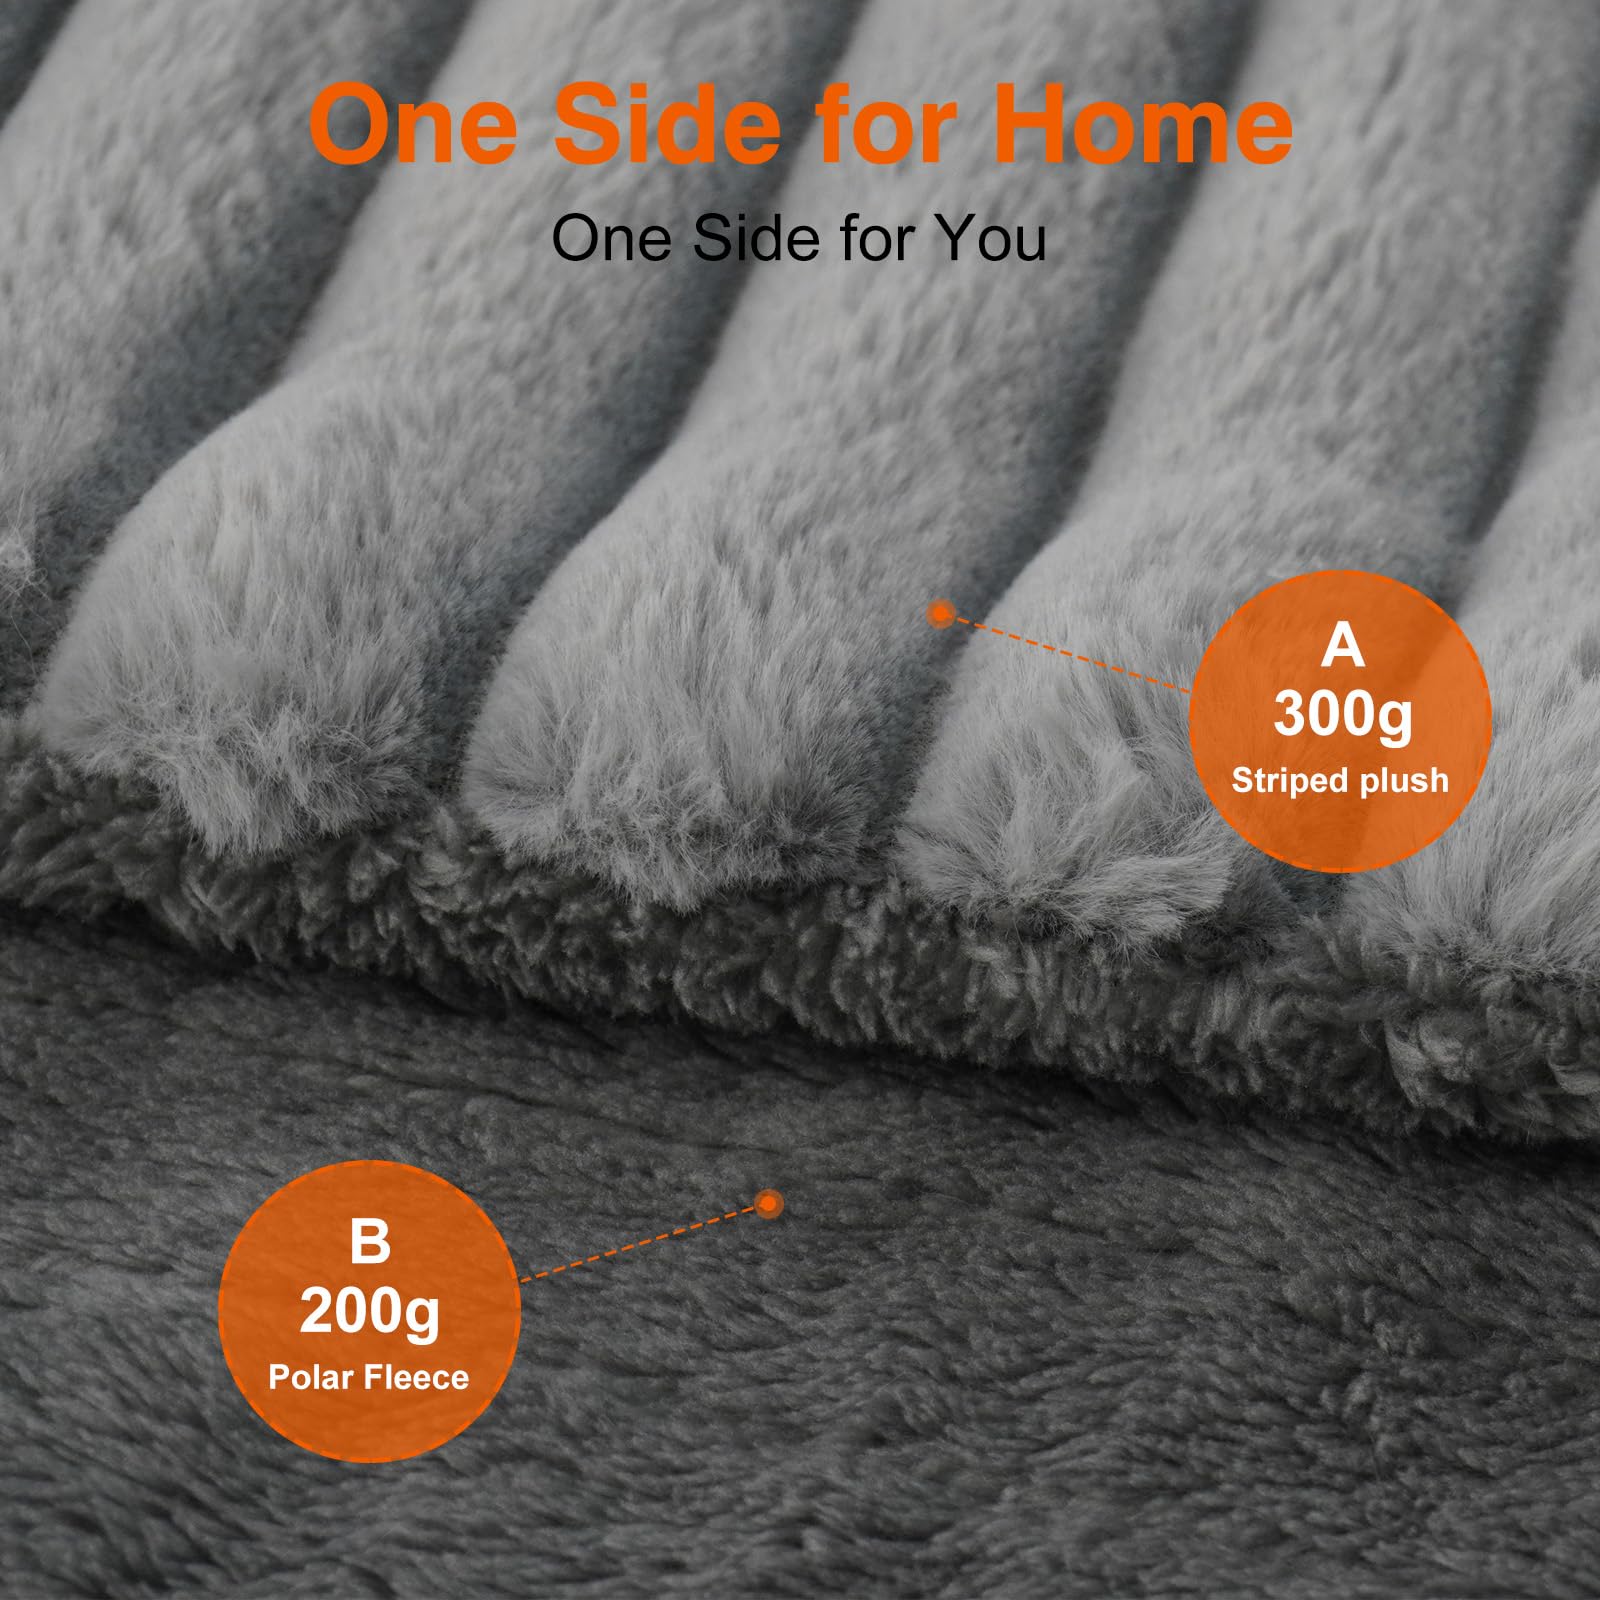 One Side for Home
One Side for You
A
300g
Striped plush
B
200g
Polar Fleece